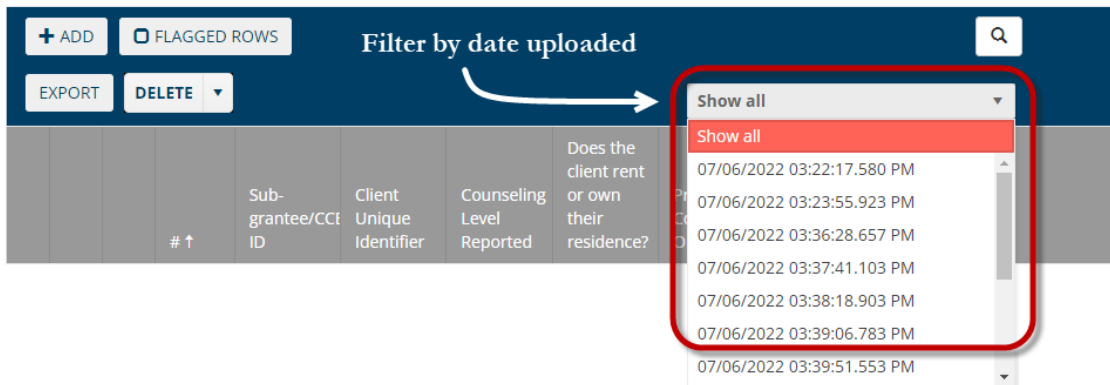 + ADD
FLAGGED ROWS
Filter by date uploaded
EXPORT
DELETE
Show all
Show all
07/06/2022 03:22:17.580 PM
07/06/2022 03:23:55.923 PM
07/06/2022 03:36:28.657 PM
07/06/2022 03:37:41.103 PM
07/06/2022 03:38:18.903 PM
07/06/2022 03:39:06.783 PM
07/06/2022 03:39:51.553 PM
# ↑
Sub-
grantee/CCE
ID
Client
Unique
Identifier
Counseling
Level
Reported
Does the
client rent
or own
their
residence?